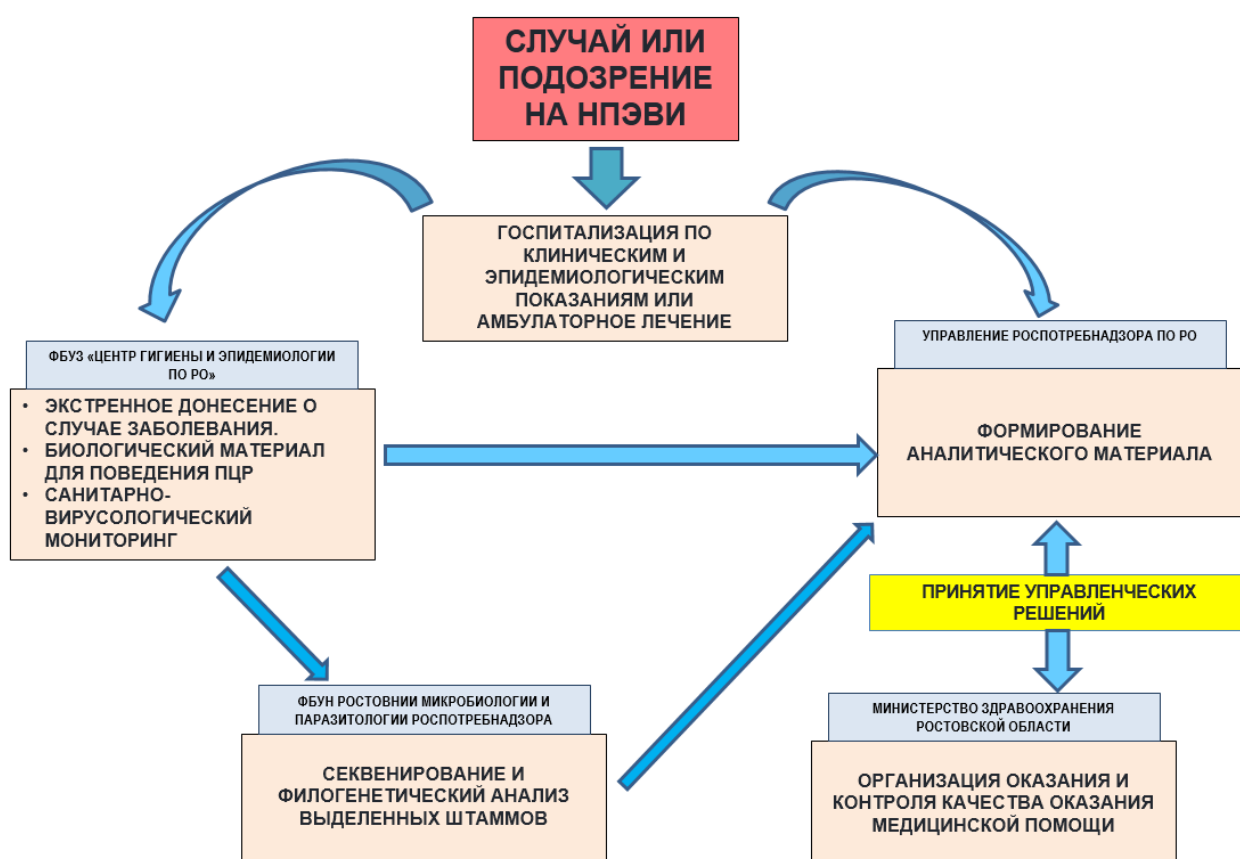 СЛУЧАЙ ИЛИ
ПОДОЗРЕНИЕ
НА НПЭВИ
ГОСПИТАЛИЗАЦИЯ ПО
КЛИНИЧЕСКИМ И
ЭПИДЕМИОЛОГИЧЕСКИМ
ПОКАЗАНИЯМ ИЛИ
АМБУЛАТОРНОЕ ЛЕЧЕНИЕ
ФБУЗ «ЦЕНТР ГИГИЕНЫ И ЭПИДЕМИОЛОГИИ
ПО РО»
• ЭКСТРЕННОЕ ДОНЕСЕНИЕ О
СЛУЧАЕ ЗАБОЛЕВАНИЯ.
• БИОЛОГИЧЕСКИЙ МАТЕРИАЛ
ДЛЯ ПОВЕДЕНИЯ ПЦР
• САНИТАРНО-
ВИРУСОЛОГИЧЕСКИЙ
МОНИТОРИНГ
УПРАВЛЕНИЕ РОСПОТРЕБНАДЗОРА ПО РО
ФОРМИРОВАНИЕ
АНАЛИТИЧЕСКОГО МАТЕРИАЛА
ПРИНЯТИЕ УПРАВЛЕНЧЕСКИХ
РЕШЕНИЙ
ФБУН РОСТОВНИИ МИКРОБИОЛОГИИ И
ПАРАЗИТОЛОГИИ РОСПОТРЕБНАДЗОРА
СЕКВЕНИРОВАНИЕ И
ФИЛОГЕНЕТИЧЕСКИЙ АНАЛИЗ
ВЫДЕЛЕННЫХ ШТАММОВ
МИНИСТЕРСТВО ЗДРАВООХРАНЕНИЯ
РОСТОВСКОЙ ОБЛАСТИ
ОРГАНИЗАЦИЯ ОКАЗАНИЯ И
КОНТРОЛЯ КАЧЕСТВА ОКАЗАНИЯ
МЕДИЦИНСКОЙ ПОМОЩИ